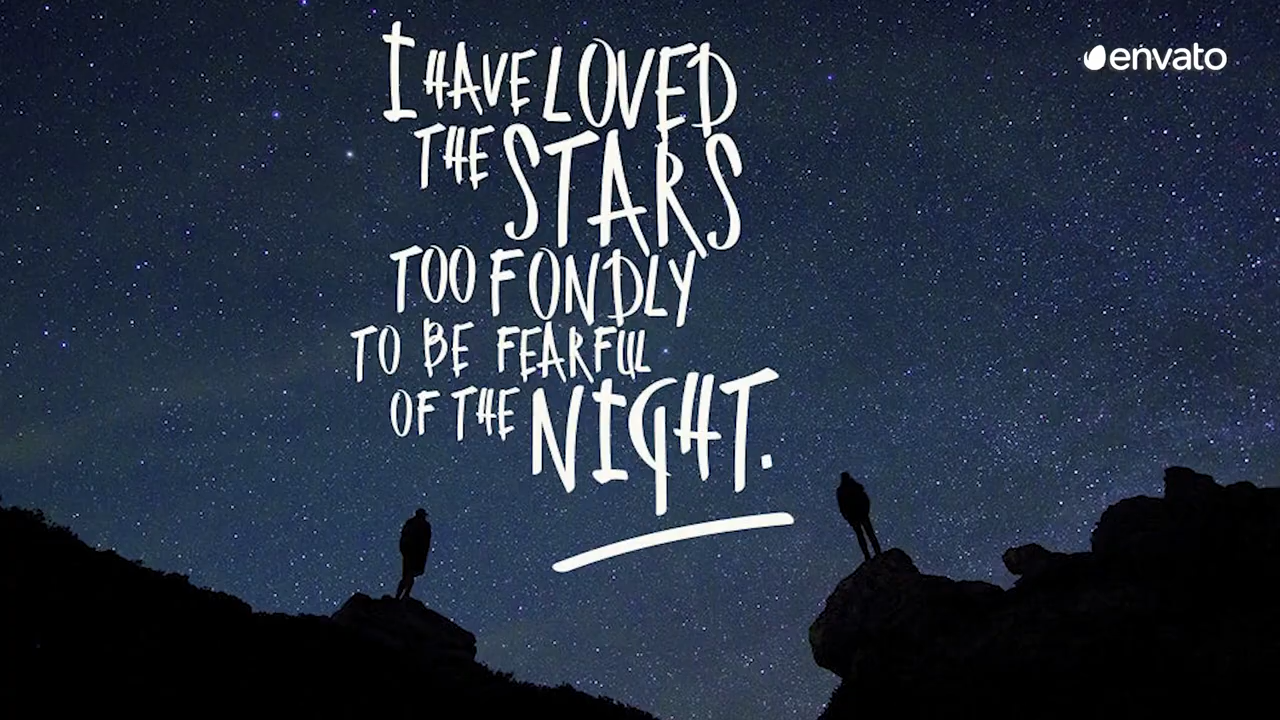 I HAVE LOVED
THE STARS
TOO FONDLY
TO BE FEARFUL
OF THE NIGHT.
envato